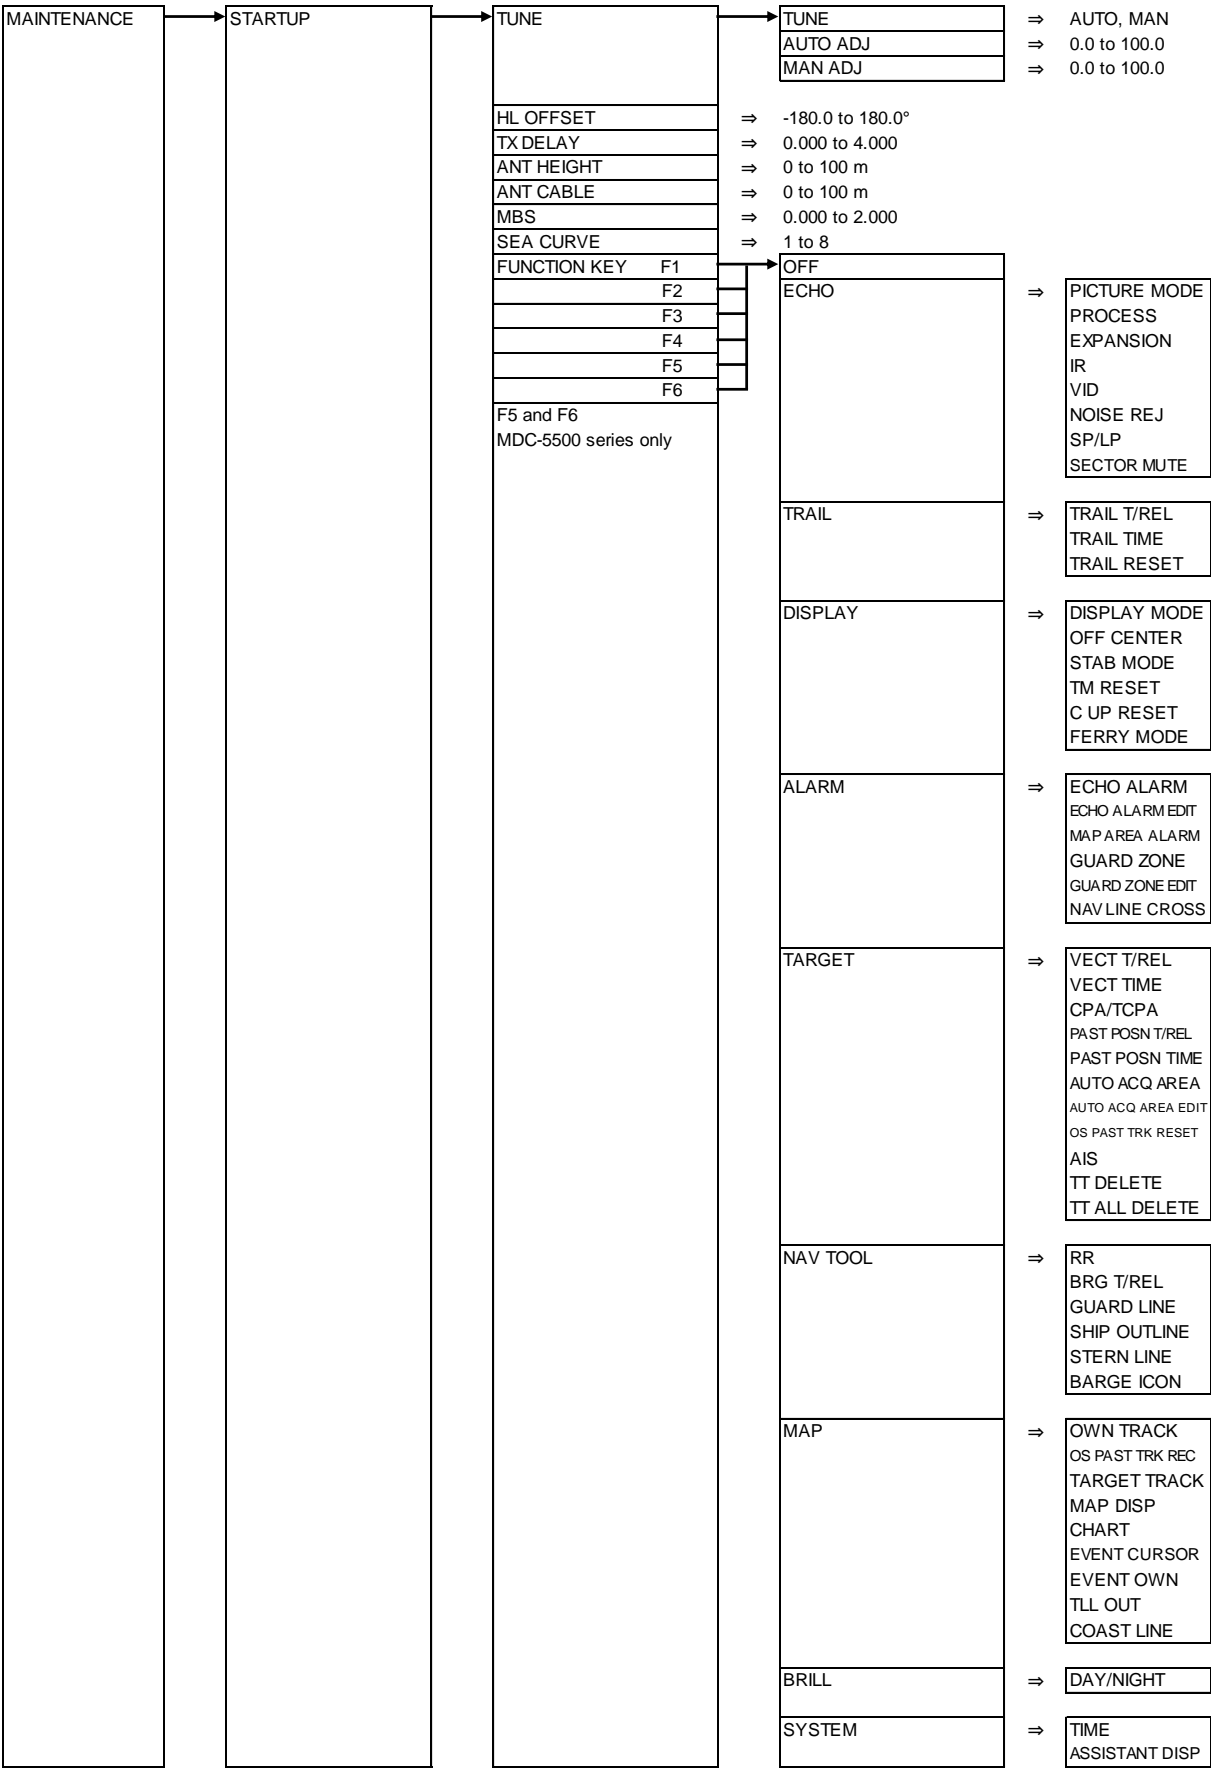 MAINTENANCE STARTUP TUNE TUNE ⇒ AUTO, MAN
AUTO ADJ ⇒ 0.0 to 100.0
MAN ADJ ⇒ 0.0 to 100.0
HL OFFSET ⇒ -180.0 to 180.0°
TX DELAY ⇒ 0.000 to 4.000
ANT HEIGHT ⇒ 0 to 100 m
ANT CABLE ⇒ 0 to 100 m
MBS ⇒ 0.000 to 2.000
SEA CURVE ⇒ 1 to 8
FUNCTION KEY F1 OFF
F2 ECHO ⇒ PICTURE MODE
F3 PROCESS
F4 EXPANSION
F5 IR
F6 VID
F5 and F6 NOISE REJ
MDC-5500 series only SP/LP
SECTOR MUTE
TRAIL ⇒ TRAIL T/REL
TRAIL TIME
TRAIL RESET
DISPLAY ⇒ DISPLAY MODE
OFF CENTER
STAB MODE
TM RESET
C UP RESET
FERRY MODE
ALARM ⇒ ECHO ALARM
ECHO ALARM EDIT
MAP AREA ALARM
GUARD ZONE
GUARD ZONE EDIT
NAV LINE CROSS
TARGET ⇒ VECT T/REL
VECT TIME
CPA/TCPA
PAST POSN T/REL
PAST POSN TIME
AUTO ACQ AREA
AUTO ACQ AREA EDIT
OS PAST TRK RESET
AIS
TT DELETE
TT ALL DELETE
NAV TOOL ⇒ RR
BRG T/REL
GUARD LINE
SHIP OUTLINE
STERN LINE
BARGE ICON
MAP ⇒ OWN TRACK
OS PAST TRK REC
TARGET TRACK
MAP DISP
CHART
EVENT CURSOR
EVENT OWN
TLL OUT
COAST LINE
BRILL ⇒ DAY/NIGHT
SYSTEM ⇒ TIME
ASSISTANT DISP